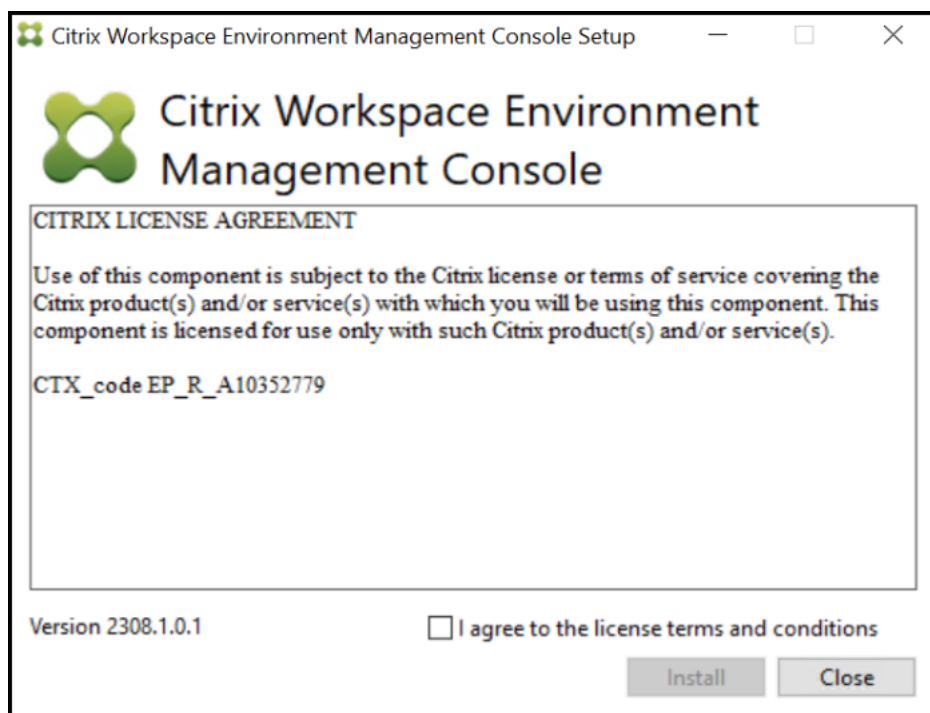 Citrix Workspace Environment Management Console Setup
Citrix Workspace Environment
Management Console
CITRIX LICENSE AGREEMENT
Use of this component is subject to the Citrix license or terms of service covering the
Citrix product(s) and/or service(s) with which you will be using this component. This
component is licensed for use only with such Citrix product(s) and/or service(s).
CTX_code EP_R_A10352779
Version 2308.1.0.1
I agree to the license terms and conditions
Install
Close